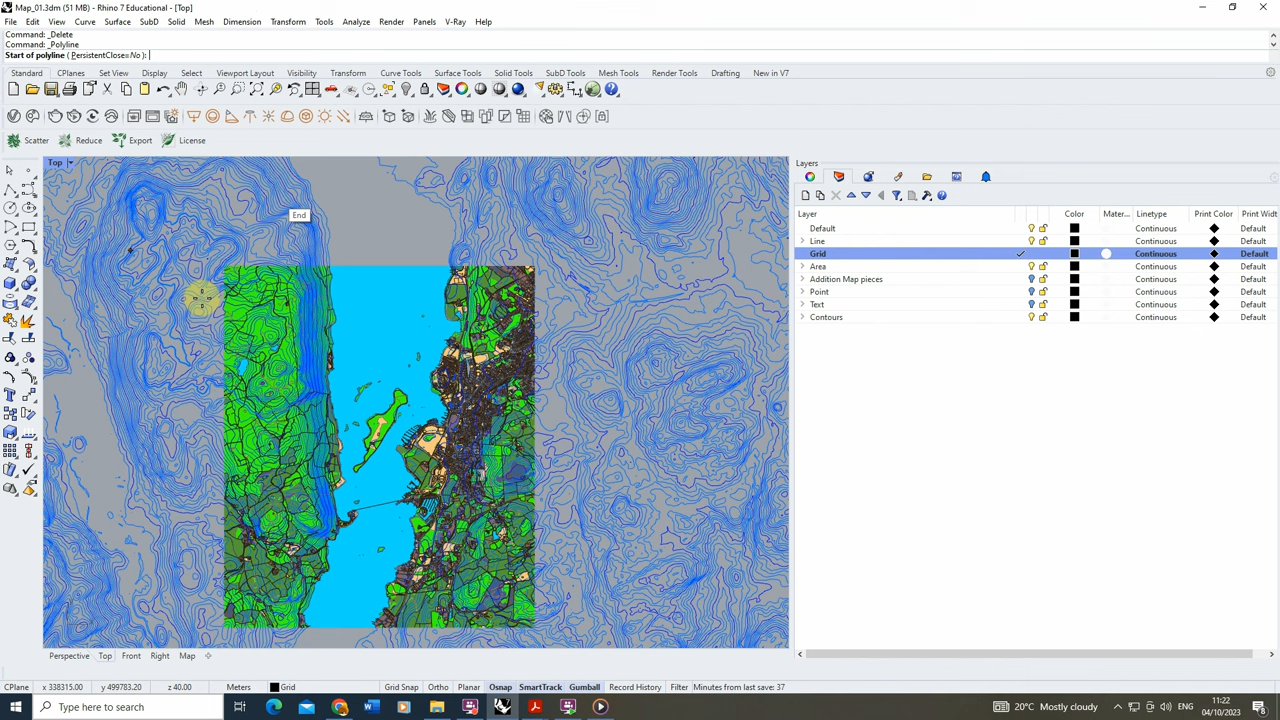 Map_01.3dm (51 MB) - Rhino 7 Educational - [Top]
File Edit View Curve Surface SubD Solid Mesh Dimension Transform Tools Analyze Render Panels V-Ray Help
Command: _Delete
Command: _Polyline
Start of polyline ( PersistentClose=No ):
Standard CPlanes Set View Display Select Viewport Layout Visibility Transform Curve Tools Surface Tools Solid Tools SubD Tools Mesh Tools Render Tools Drafting New in V7
Scatter Reduce Export License
Top
End
Layers
Layer Color Mater... Linetype Print Color Print Widt
Default Continuous Default
Line Continuous Default
Grid Continuous Default
Area Continuous Default
Addition Map pieces Continuous Default
Point Continuous Default
Text Continuous Default
Contours Continuous Default
Perspective Top Front Right Map
CPlane x 338315.00 y 499783.20 z 40.00 Meters Grid Grid Snap Ortho Planar Osnap SmartTrack Gumball Record History Filter Minutes from last save: 37
Type here to search
20°C Mostly cloudy
ENG
11:22
04/10/2023